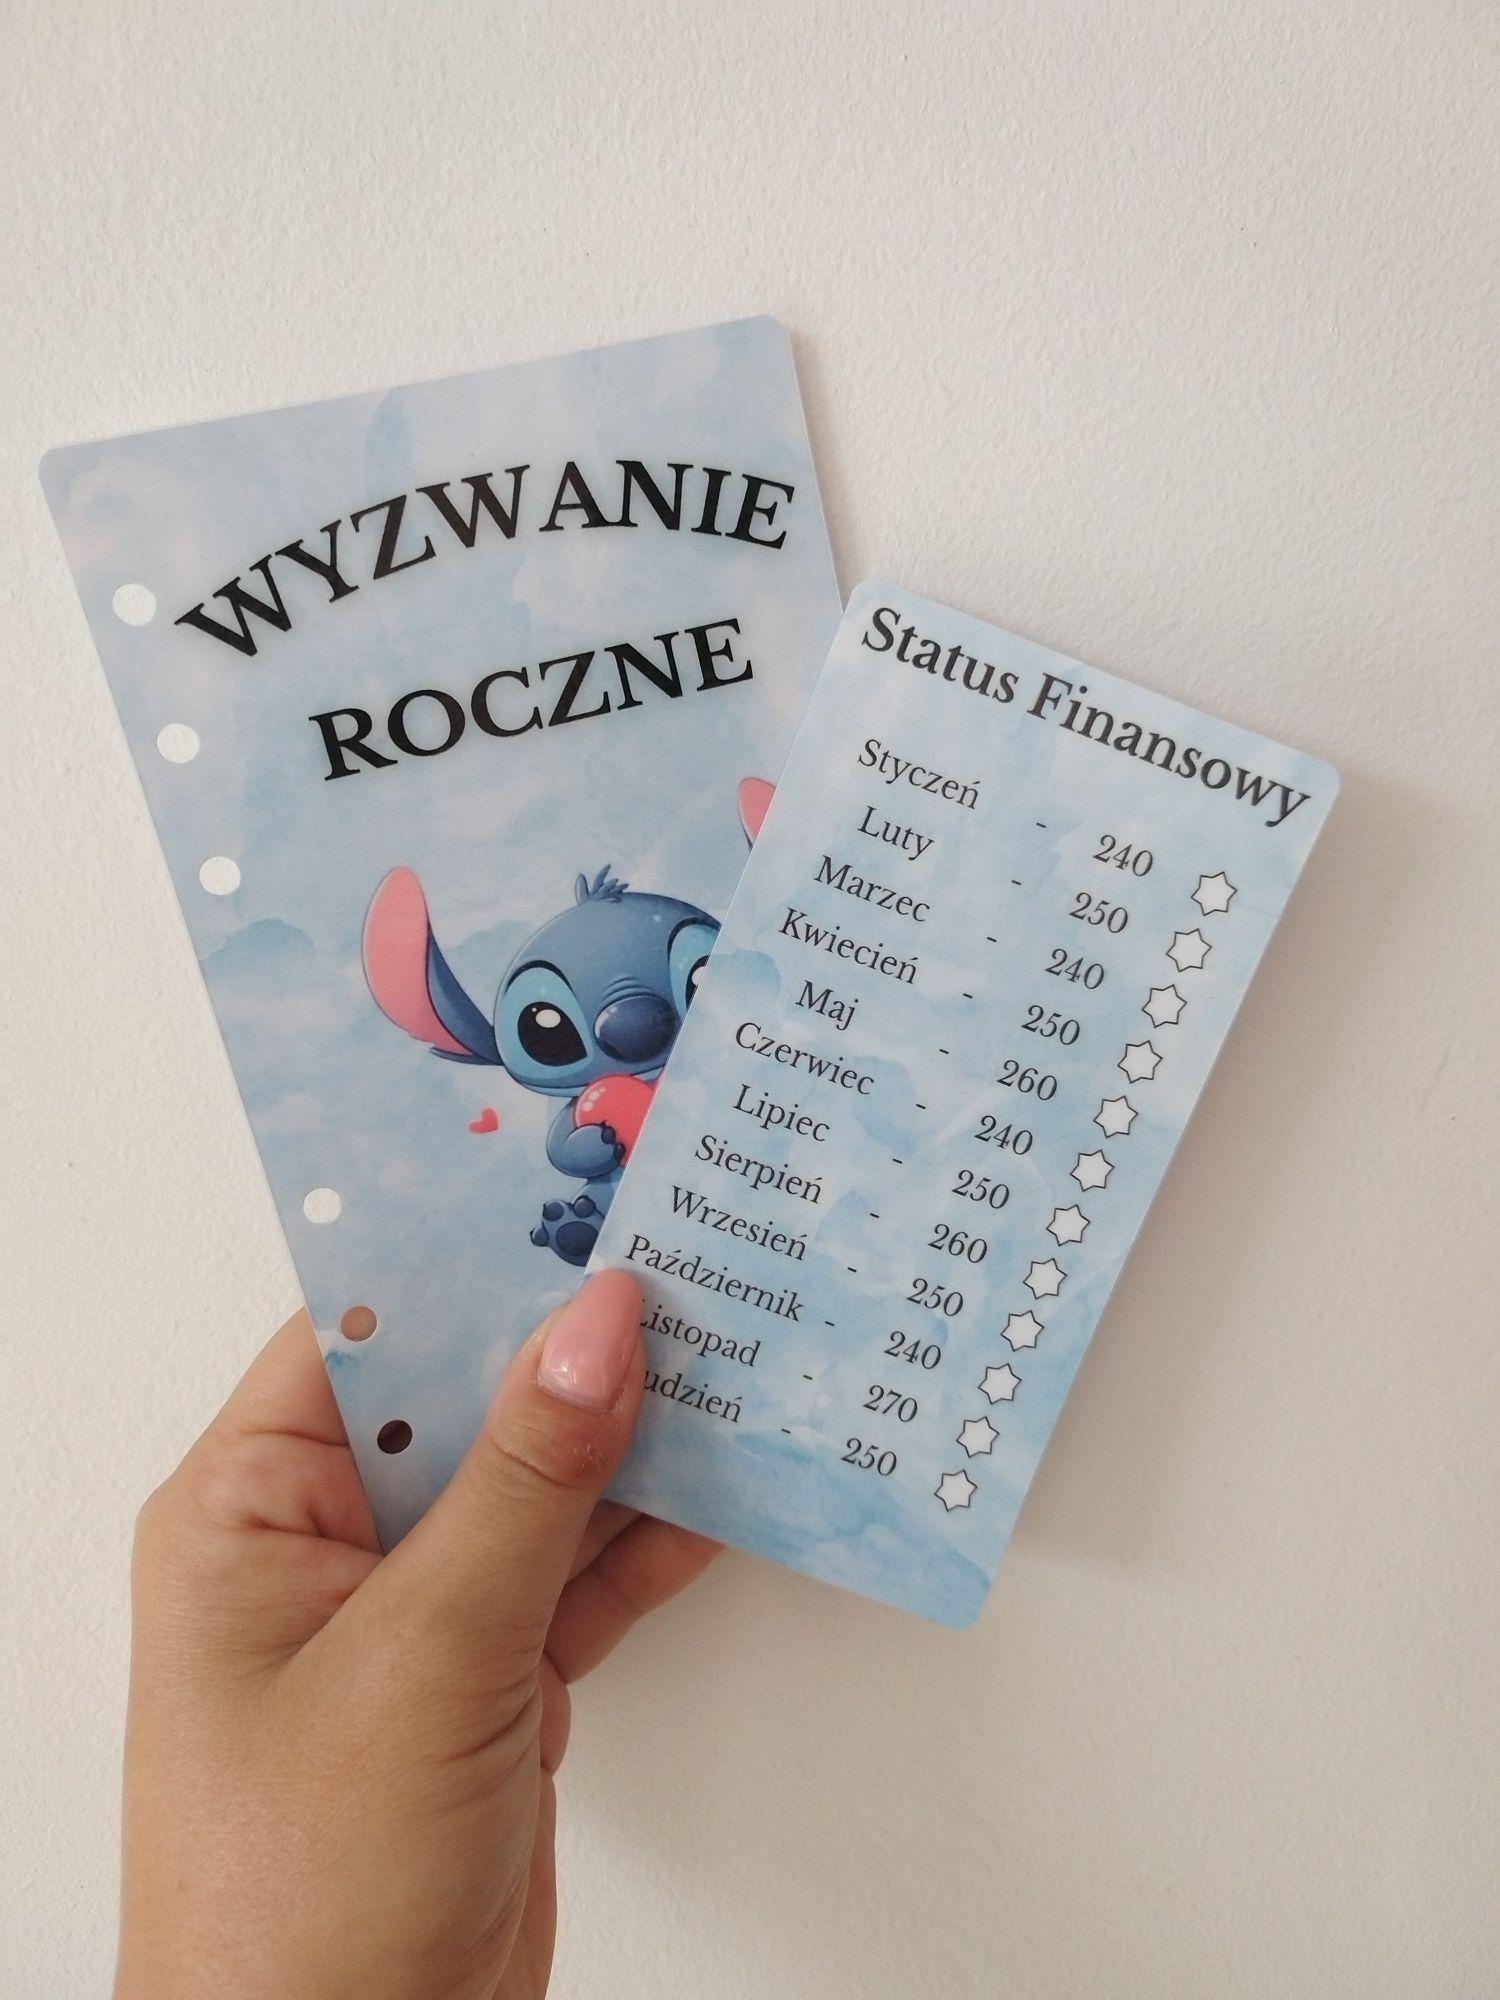 WYZWANIE
ROCZNE
Status Finansowy
Styczeń - 240
Luty - 250
Marzec - 240
Kwiecień - 250
Maj - 260
Czerwiec - 240
Lipiec - 250
Sierpień - 260
Wrzesień - 250
Październik - 240
Listopad - 270
udzień - 250